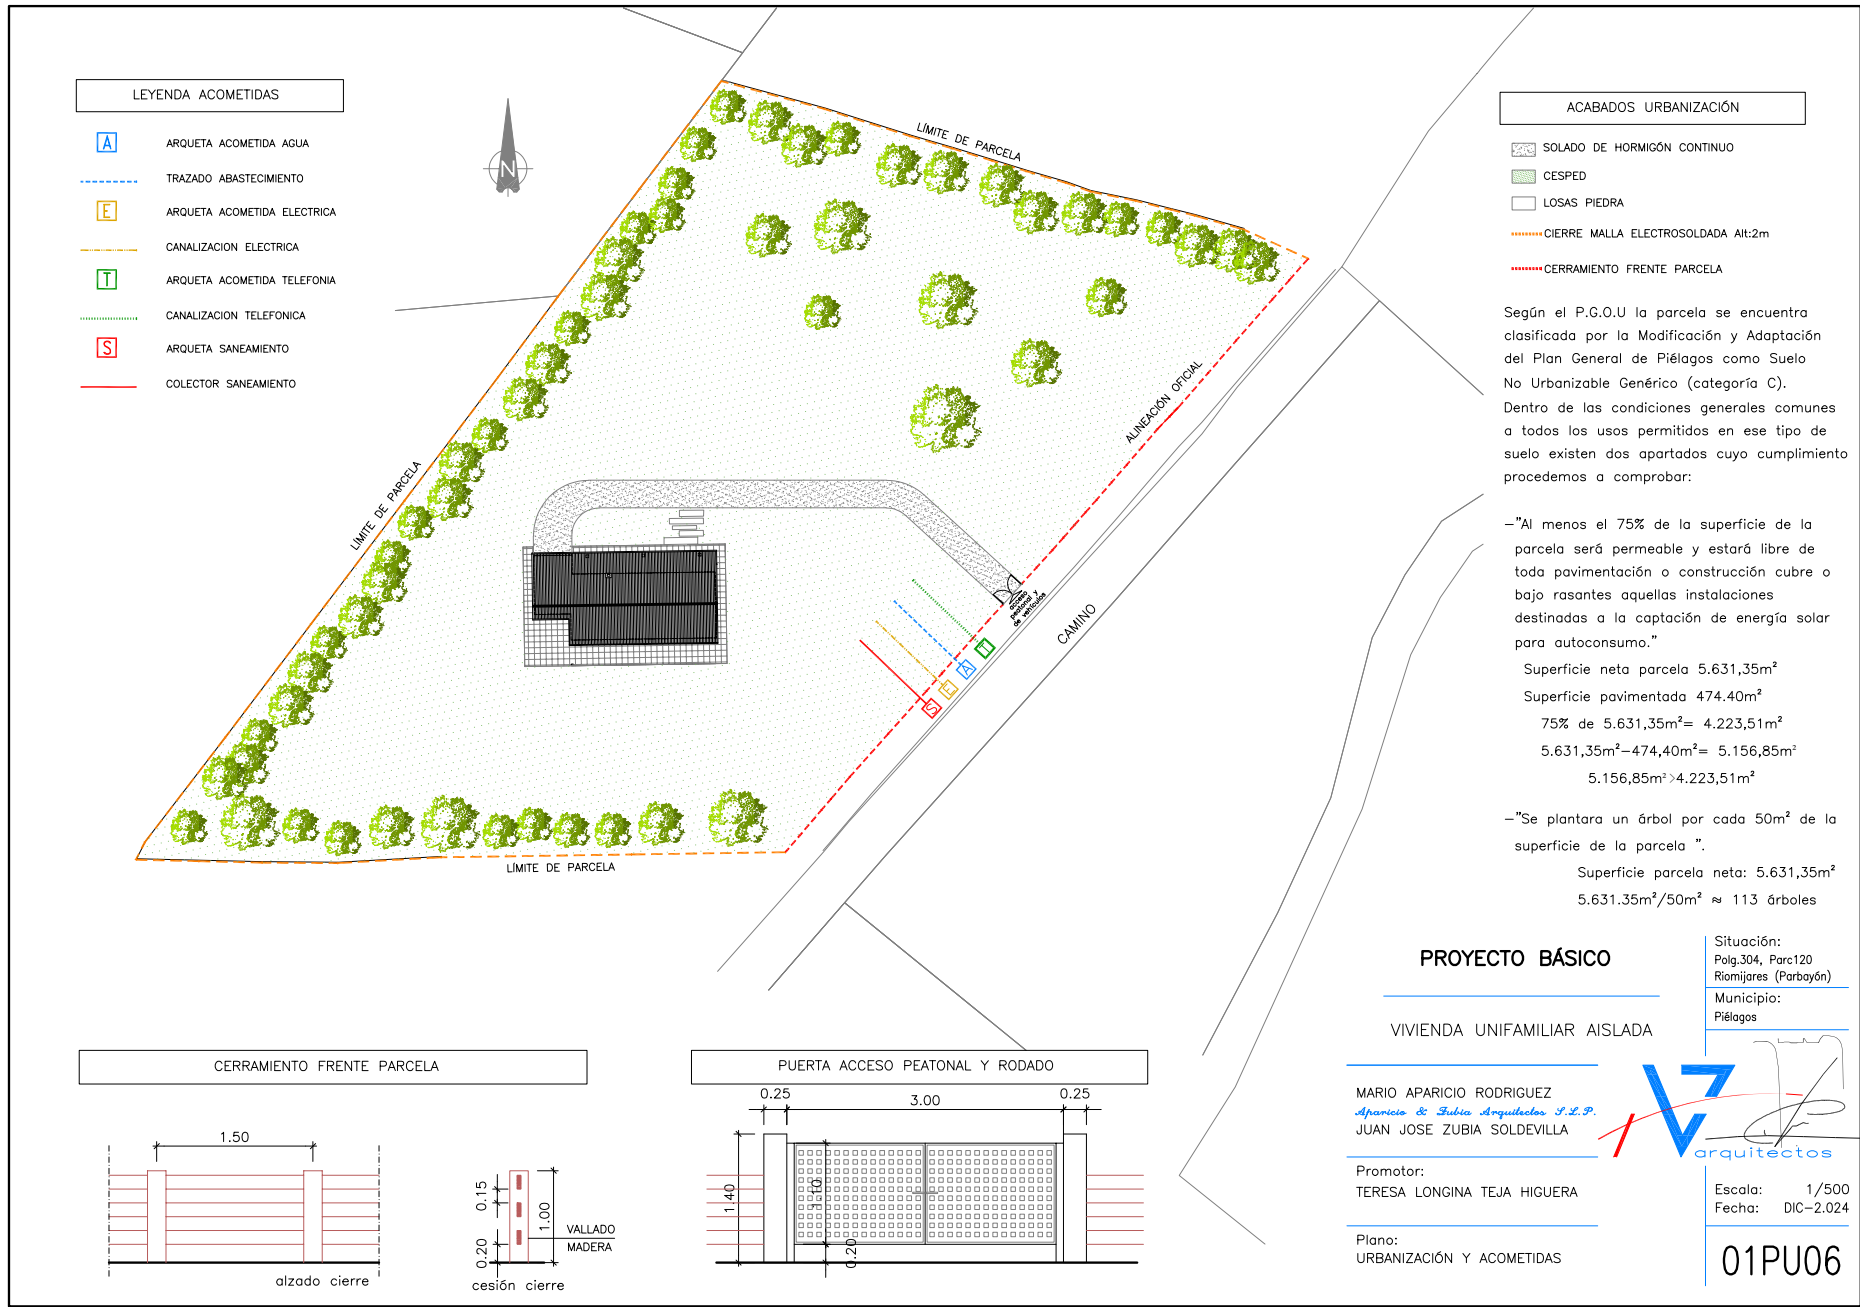 LEYENDA ACOMETIDAS
A ARQUETA ACOMETIDA AGUA
TRAZADO ABASTECIMIENTO
E ARQUETA ACOMETIDA ELECTRICA
CANALIZACION ELECTRICA
T ARQUETA ACOMETIDA TELEFONIA
CANALIZACION TELEFONICA
S ARQUETA SANEAMIENTO
COLECTOR SANEAMIENTO
N
LÍMITE DE PARCELA
LÍMITE DE PARCELA
LÍMITE DE PARCELA
ALINEACIÓN OFICIAL
CAMINO
acceso
peatonal y
de vehículos
T
A
E
S
ACABADOS URBANIZACIÓN
SOLADO DE HORMIGÓN CONTINUO
CESPED
LOSAS PIEDRA
CIERRE MALLA ELECTROSOLDADA Alt:2m
CERRAMIENTO FRENTE PARCELA
Según el P.G.O.U la parcela se encuentra
clasificada por la Modificación y Adaptación
del Plan General de Piélagos como Suelo
No Urbanizable Genérico (categoría C).
Dentro de las condiciones generales comunes
a todos los usos permitidos en ese tipo de
suelo existen dos apartados cuyo cumplimiento
procedemos a comprobar:
–"Al menos el 75% de la superficie de la
parcela será permeable y estará libre de
toda pavimentación o construcción cubre o
bajo rasantes aquellas instalaciones
destinadas a la captación de energía solar
para autoconsumo."
Superficie neta parcela 5.631,35m²
Superficie pavimentada 474.40m²
75% de 5.631,35m²= 4.223,51m²
5.631,35m²–474,40m²= 5.156,85m²
5.156,85m²>4.223,51m²
–"Se plantara un árbol por cada 50m² de la
superficie de la parcela ".
Superficie parcela neta: 5.631,35m²
5.631.35m²/50m² ≈ 113 árboles
PROYECTO BÁSICO
VIVIENDA UNIFAMILIAR AISLADA
MARIO APARICIO RODRIGUEZ
Aparicio & Zubia Arquitectos S.L.P.
JUAN JOSE ZUBIA SOLDEVILLA
Promotor:
TERESA LONGINA TEJA HIGUERA
Plano:
URBANIZACIÓN Y ACOMETIDAS
Situación:
Polg.304, Parc120
Riomijares (Parbayón)
Municipio:
Piélagos
arquitectos
Escala: 1/500
Fecha: DIC–2.024
01PU06
CERRAMIENTO FRENTE PARCELA
1.50
alzado cierre
0.15
0.20
1.00
VALLADO
MADERA
cesión cierre
PUERTA ACCESO PEATONAL Y RODADO
0.25
3.00
0.25
1.40
1.10
0.20